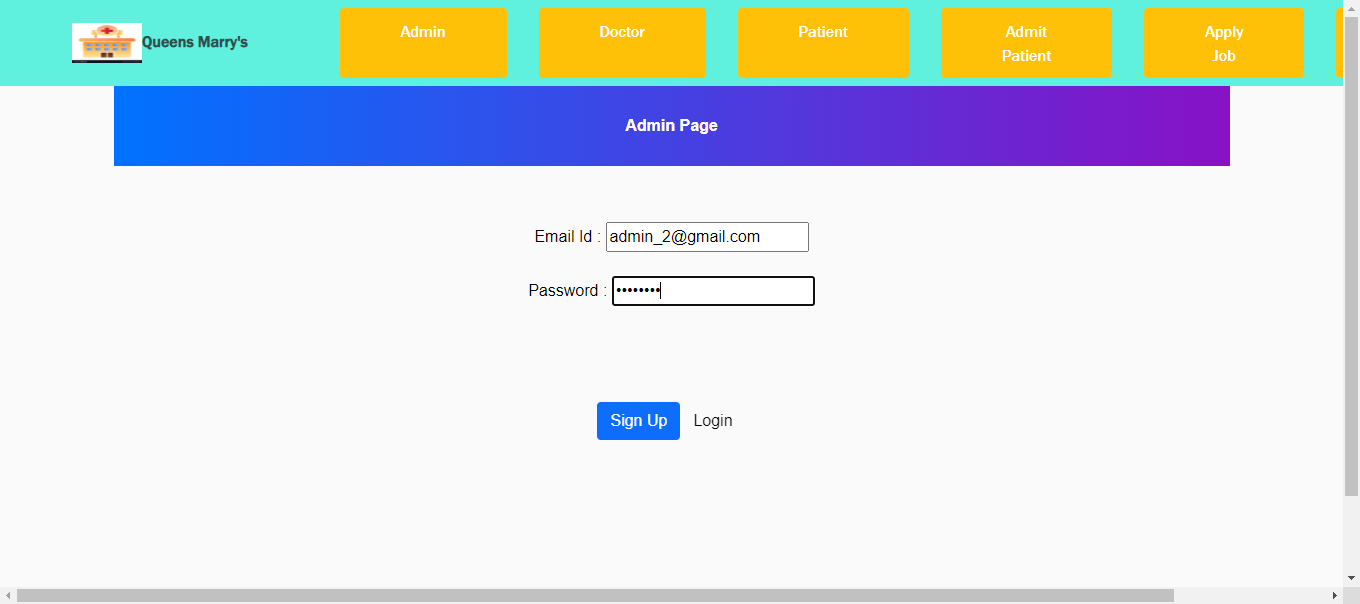 Queens Marry's
Admin
Doctor
Patient
Admit
Patient
Apply
Job
Admin Page
Email Id : admin_2@gmail.com
Password : ••••••••
Sign Up
Login